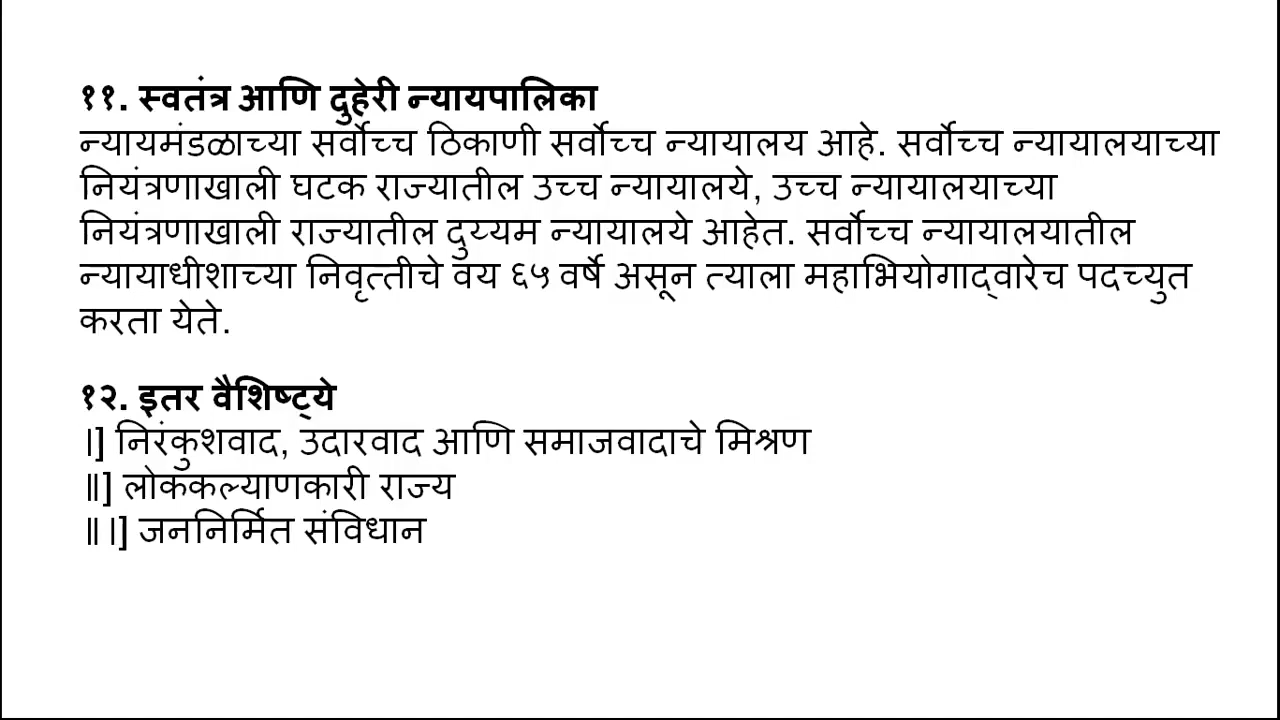 ११. स्वतंत्र आणि दुहेरी न्यायपालिका
न्यायमंडळाच्या सर्वोच्च ठिकाणी सर्वोच्च न्यायालय आहे. सर्वोच्च न्यायालयाच्या
नियंत्रणाखाली घटक राज्यातील उच्च न्यायालये, उच्च न्यायालयाच्या
नियंत्रणाखाली राज्यातील दुय्यम न्यायालये आहेत. सर्वोच्च न्यायालयातील
न्यायाधीशाच्या निवृत्तीचे वय ६५ वर्षे असून त्याला महाभियोगाद्वारेच पदच्युत
करता येते.
१२. इतर वैशिष्ट्ये
।] निरंकुशवाद, उदारवाद आणि समाजवादाचे मिश्रण
॥] लोककल्याणकारी राज्य
॥।] जननिर्मित संविधान